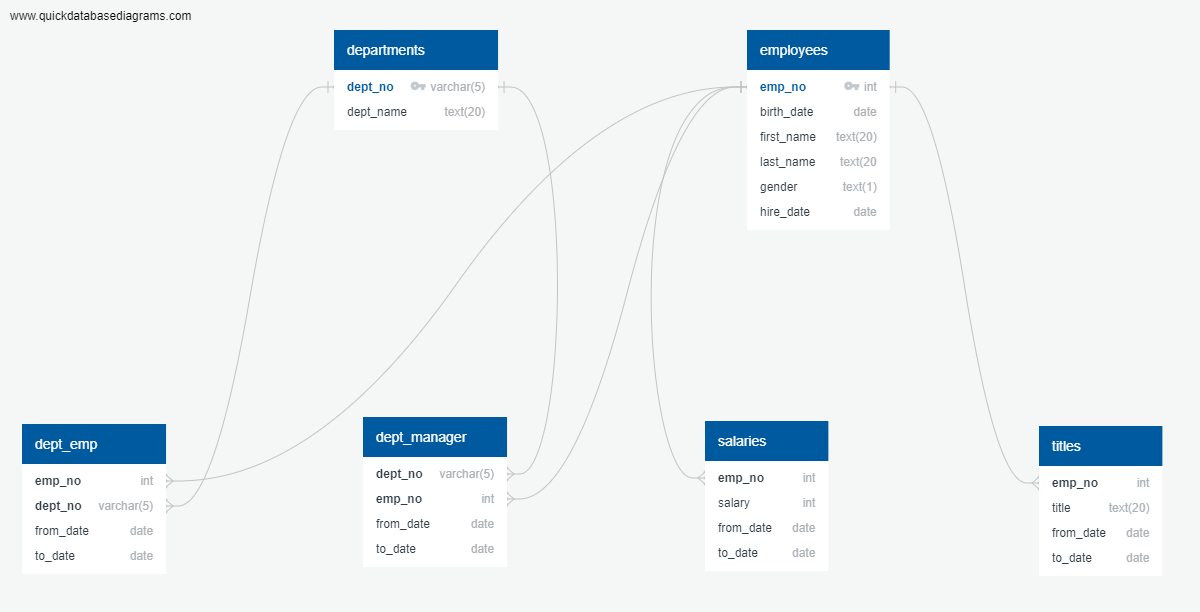 www.quickdatabasediagrams.com
departments
dept_no varchar(5)
dept_name text(20)
employees
emp_no int
birth_date date
first_name text(20)
last_name text(20
gender text(1)
hire_date date
dept_emp
emp_no int
dept_no varchar(5)
from_date date
to_date date
dept_manager
dept_no varchar(5)
emp_no int
from_date date
to_date date
salaries
emp_no int
salary int
from_date date
to_date date
titles
emp_no int
title text(20)
from_date date
to_date date